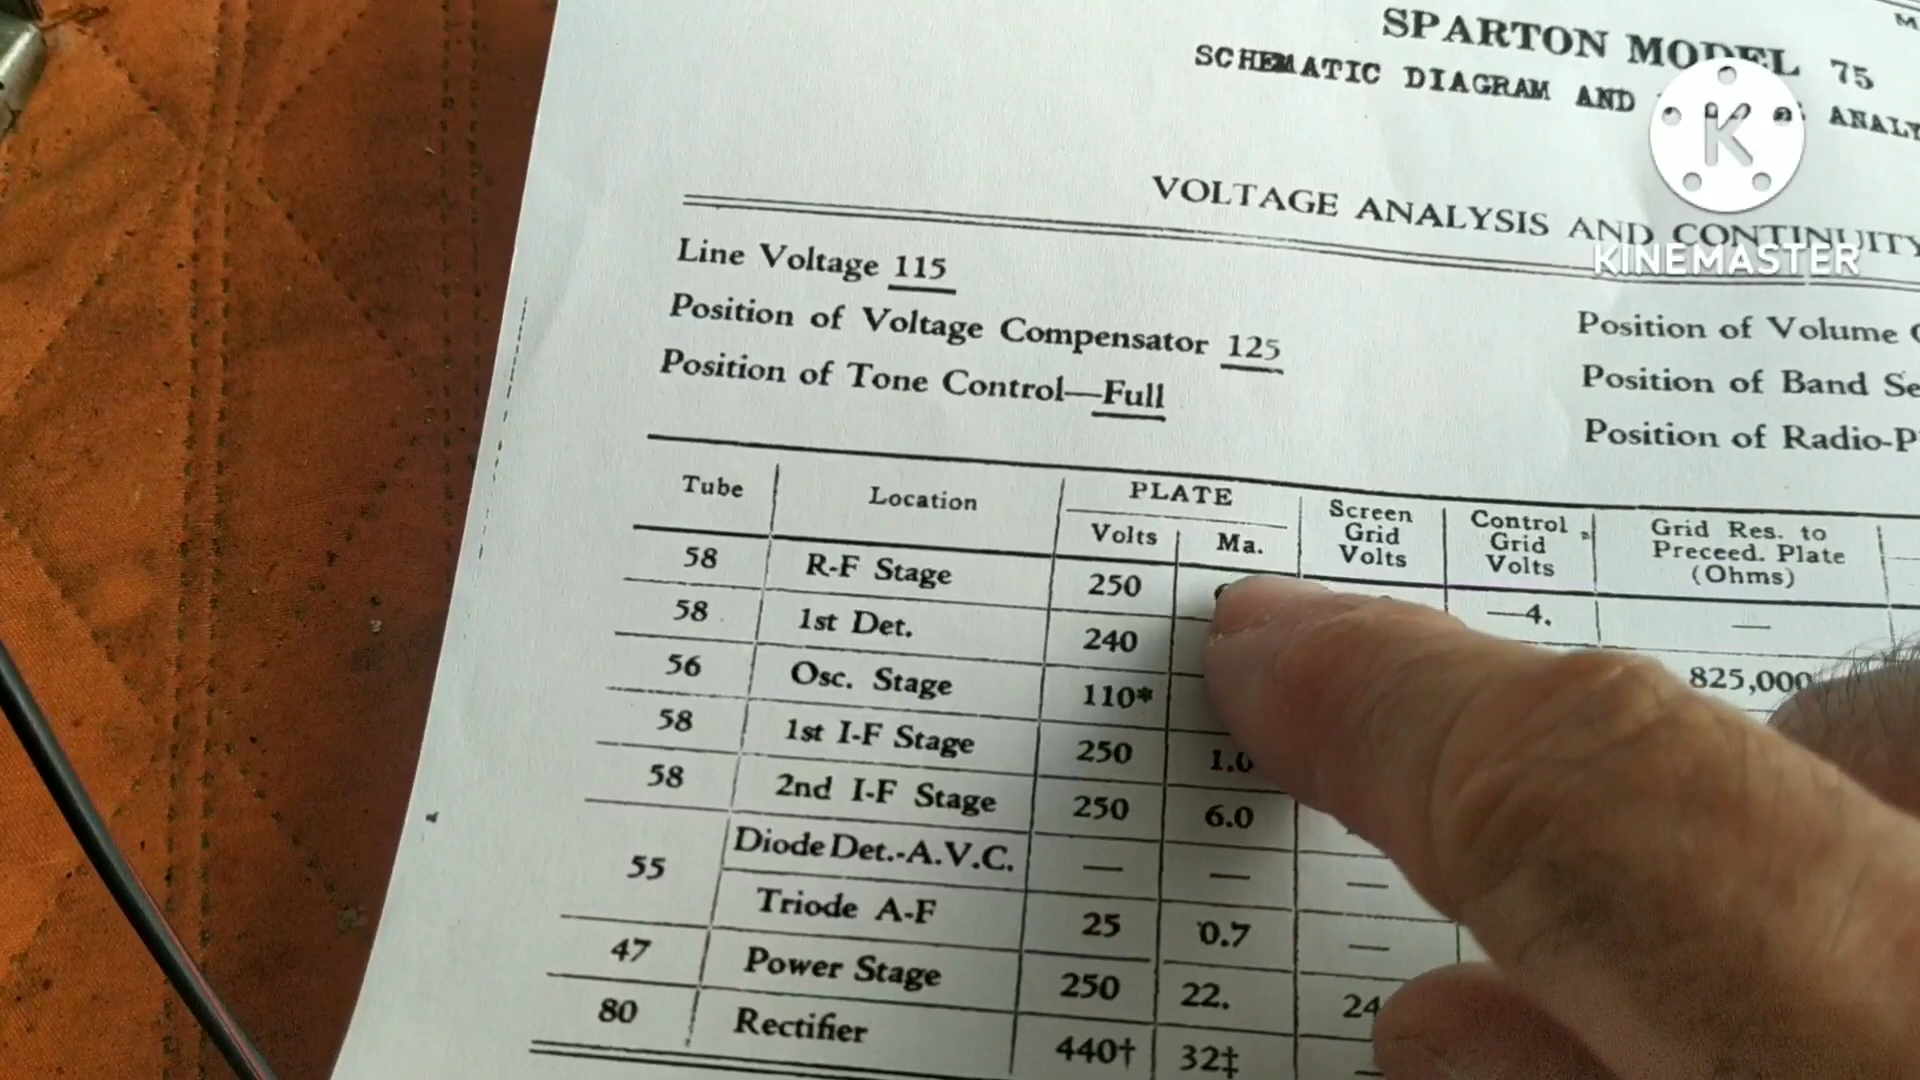 SPARTON MODEL 75
SCHEMATIC DIAGRAM AND
KINEMASTER
VOLTAGE ANALYSIS AND CONTINUITY
Line Voltage 115
Position of Voltage Compensator 125
Position of Tone Control—Full
Position of Volume
Position of Band
Position of
Tube Location PLATE Volts Ma. Screen Grid Volts Control Grid Volts Grid Res. to Preceed. Plate (Ohms)
58 R-F Stage 250 —4. —
58 1st Det. 240 825,000
56 Osc. Stage 110*
58 1st I-F Stage 250 1.0
58 2nd I-F Stage 250 6.0
55 Diode Det.-A.V.C. — — —
Triode A-F 25 0.7 —
47 Power Stage 250 22.
80 Rectifier 440† 32‡ —